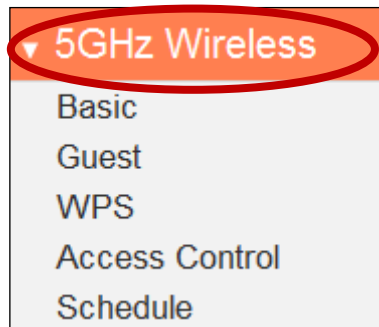 5GHz Wireless
Basic
Guest
WPS
Access Control
Schedule